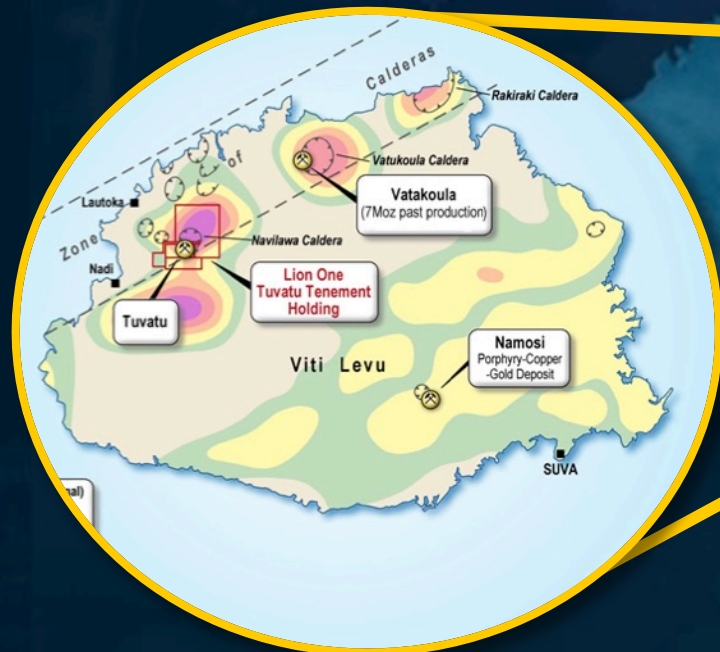 Calderas
Rakiraki Caldera
of
Vatukoula Caldera
Lautoka
Vatakoula
(7Moz past production)
Zone
Navilawa Caldera
Nadi
Lion One
Tuvatu Tenement
Holding
Tuvatu
Namosi
Porphyry-Copper
-Gold Deposit
Viti Levu
SUVA